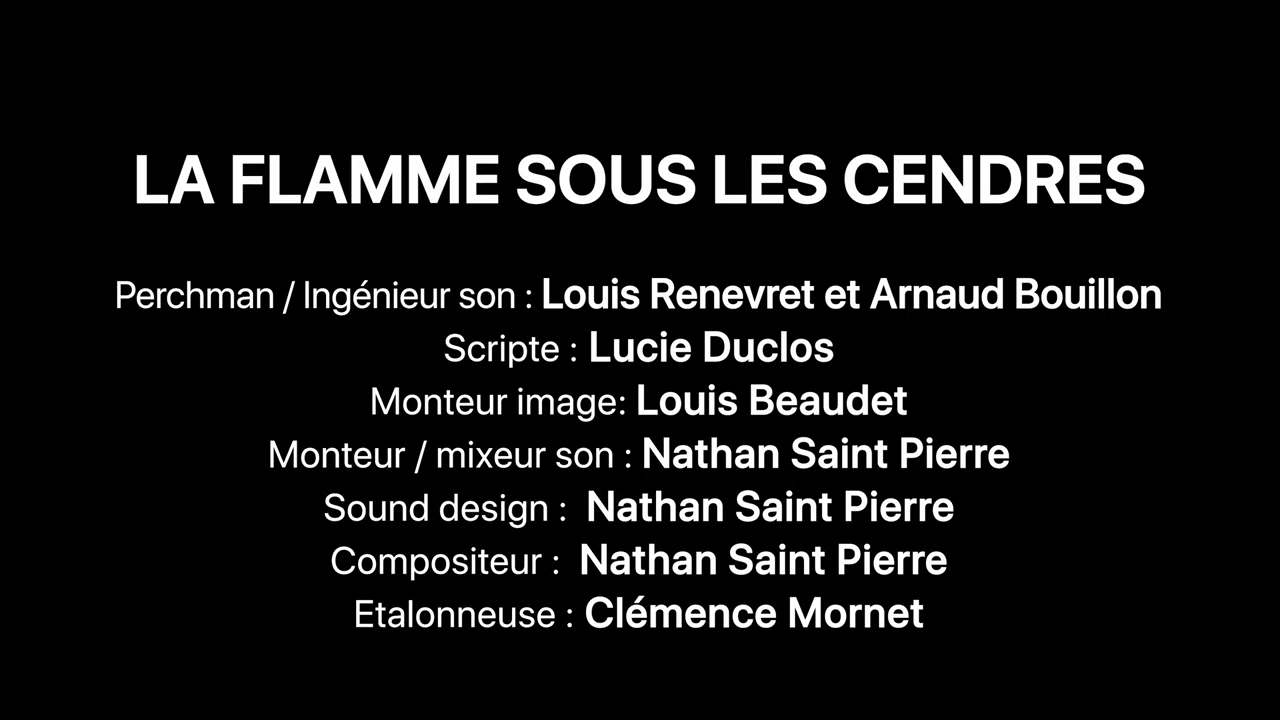 LA FLAMME SOUS LES CENDRES
Perchman / Ingénieur son : Louis Renevret et Arnaud Bouillon
Scripte : Lucie Duclos
Monteur image: Louis Beaudet
Monteur / mixeur son : Nathan Saint Pierre
Sound design : Nathan Saint Pierre
Compositeur : Nathan Saint Pierre
Etalonneuse : Clémence Mornet